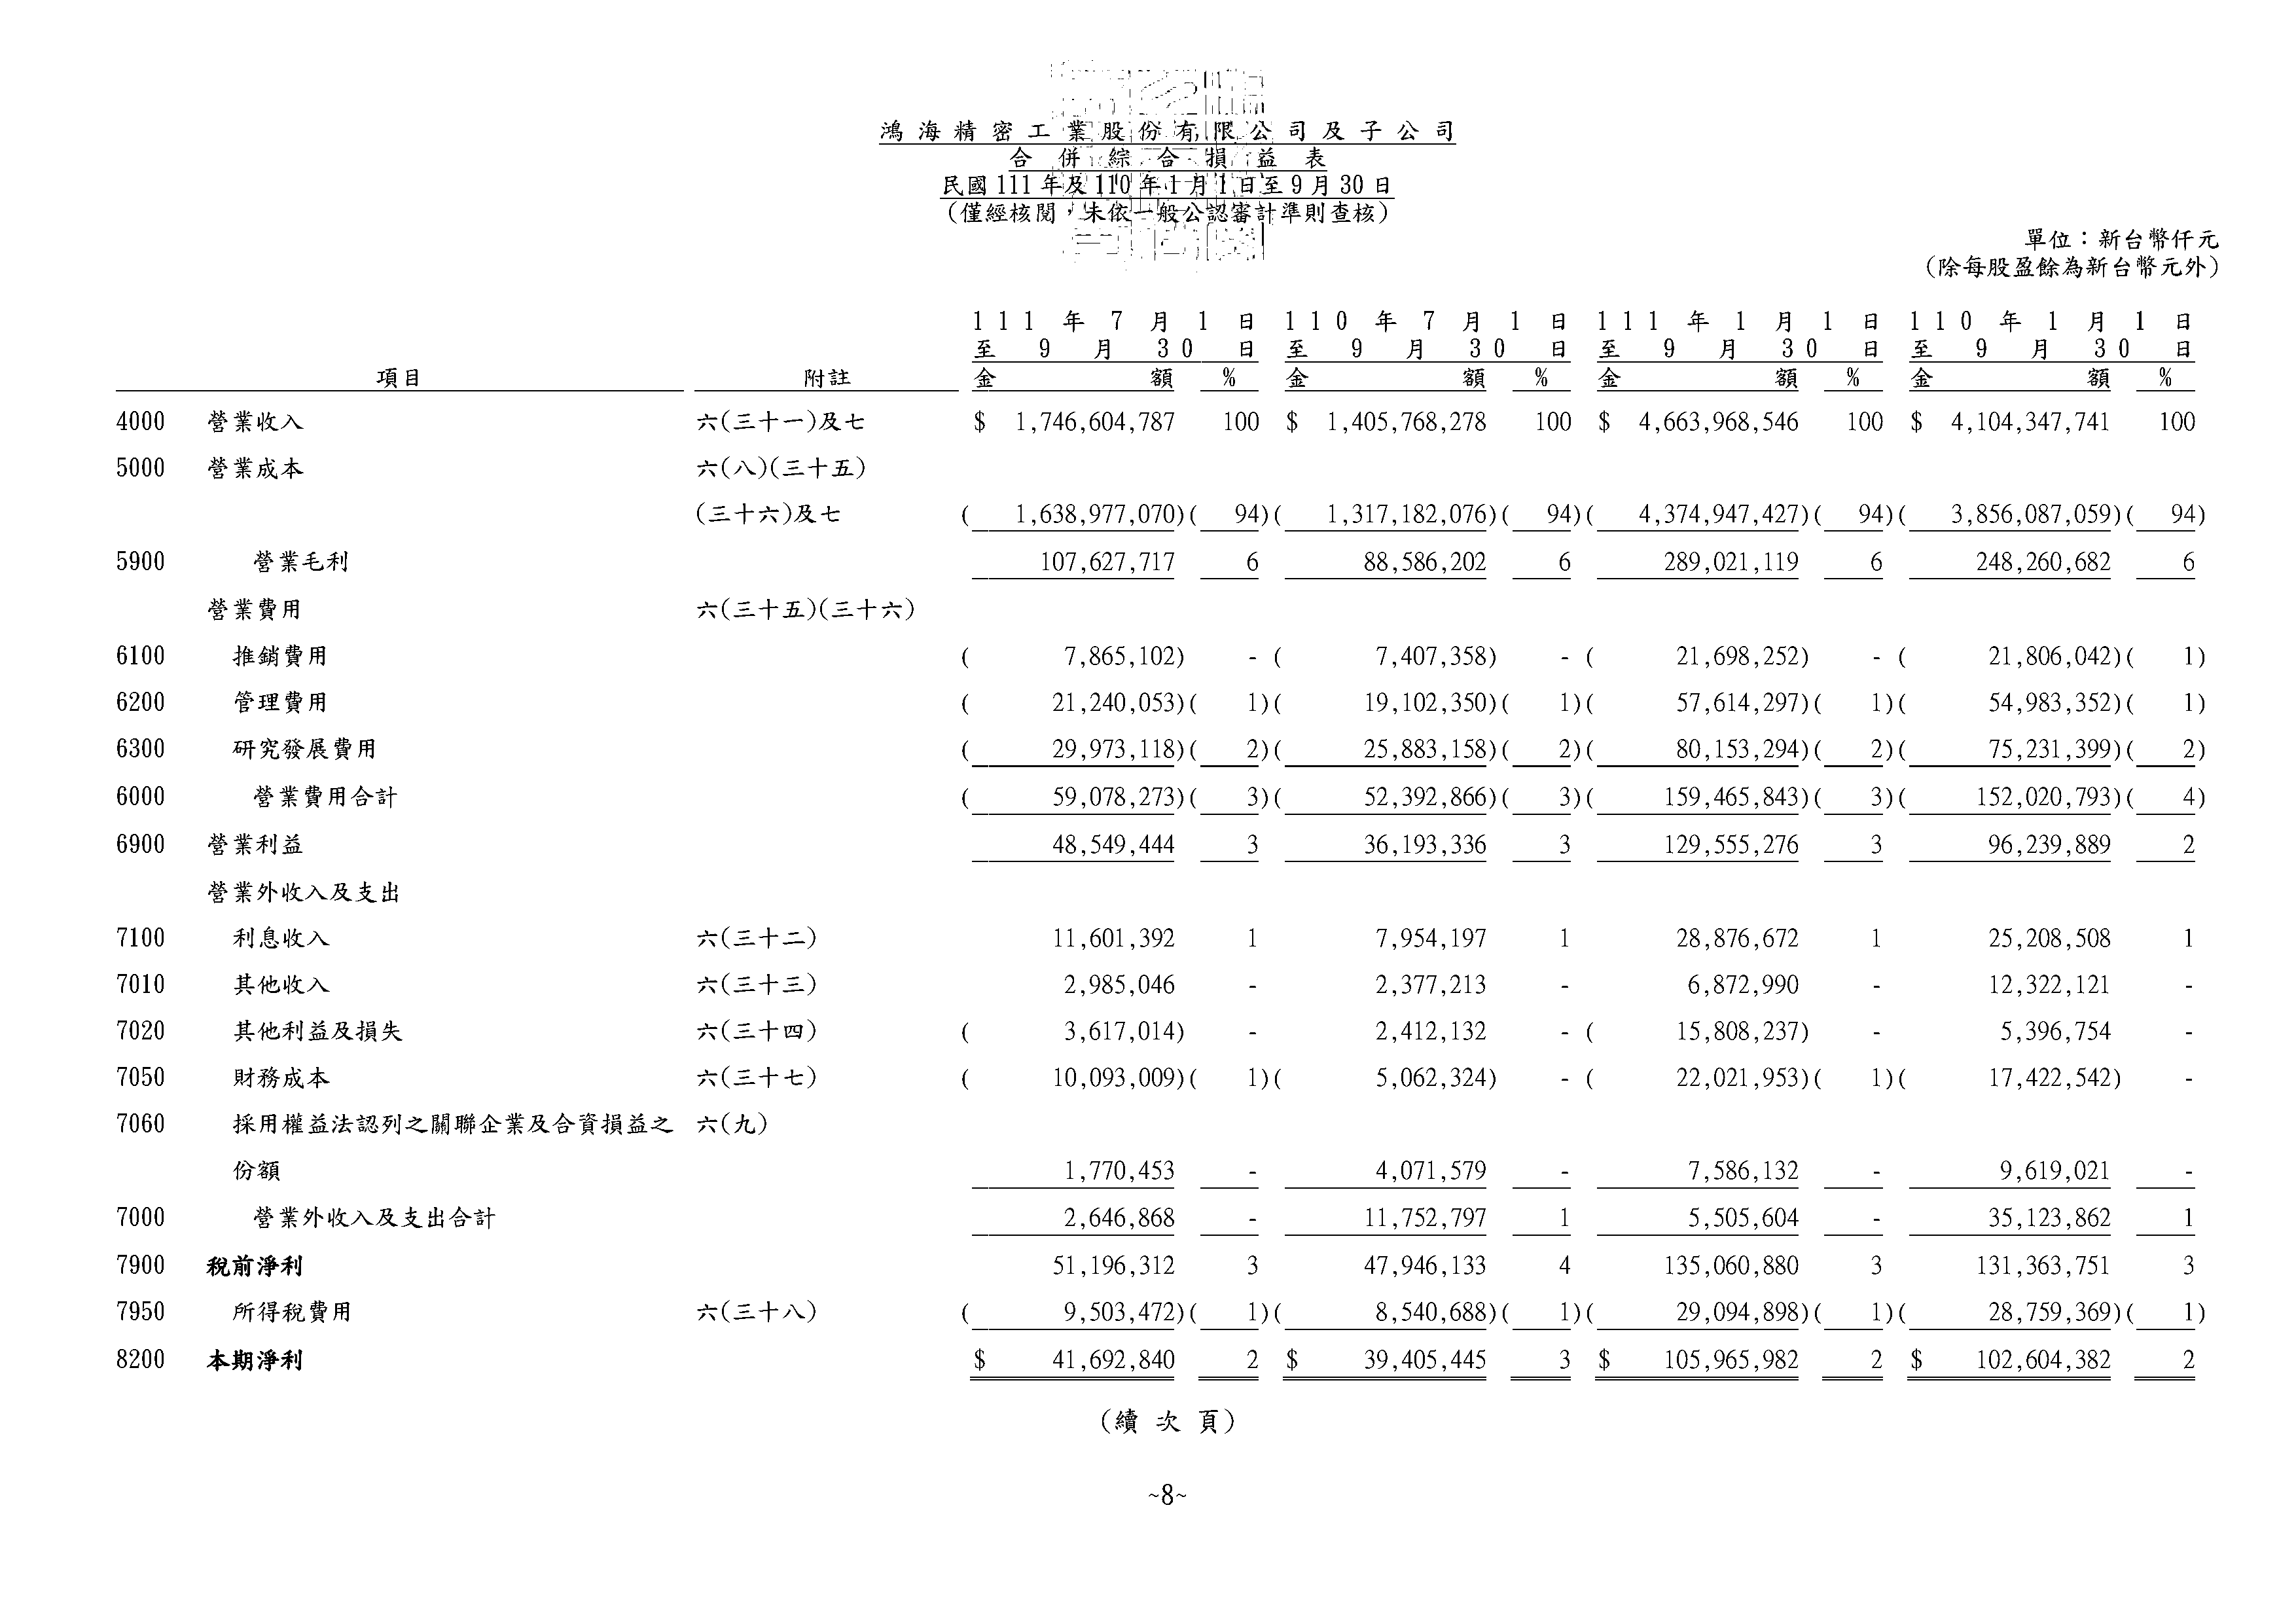 鴻海精密工業股份有限公司及子公司
合併綜合損益表
民國111年及110年1月1日至9月30日
(僅經核閱，未依一般公認審計準則查核)
單位：新台幣仟元
(除每股盈餘為新台幣元外)
111年7月1日 110年7月1日 111年1月1日 110年1月1日
至9月30日 至9月30日 至9月30日 至9月30日
項目 附註 金額 % 金額 % 金額 % 金額 %
4000 營業收入 六(三十一)及七 $ 1,746,604,787 100 $ 1,405,768,278 100 $ 4,663,968,546 100 $ 4,104,347,741 100
5000 營業成本 六(八)(三十五)
(三十六)及七 ( 1,638,977,070)( 94)( 1,317,182,076)( 94)( 4,374,947,427)( 94)( 3,856,087,059)( 94)
5900 營業毛利 107,627,717 6 88,586,202 6 289,021,119 6 248,260,682 6
營業費用 六(三十五)(三十六)
6100 推銷費用 ( 7,865,102) - ( 7,407,358) - ( 21,698,252) - ( 21,806,042)( 1)
6200 管理費用 ( 21,240,053)( 1)( 19,102,350)( 1)( 57,614,297)( 1)( 54,983,352)( 1)
6300 研究發展費用 ( 29,973,118)( 2)( 25,883,158)( 2)( 80,153,294)( 2)( 75,231,399)( 2)
6000 營業費用合計 ( 59,078,273)( 3)( 52,392,866)( 3)( 159,465,843)( 3)( 152,020,793)( 4)
6900 營業利益 48,549,444 3 36,193,336 3 129,555,276 3 96,239,889 2
營業外收入及支出
7100 利息收入 六(三十二) 11,601,392 1 7,954,197 1 28,876,672 1 25,208,508 1
7010 其他收入 六(三十三) 2,985,046 - 2,377,213 - 6,872,990 - 12,322,121 -
7020 其他利益及損失 六(三十四) ( 3,617,014) - 2,412,132 - ( 15,808,237) - 5,396,754 -
7050 財務成本 六(三十七) ( 10,093,009)( 1)( 5,062,324) - ( 22,021,953)( 1)( 17,422,542) -
7060 採用權益法認列之關聯企業及合資損益之 六(九)
份額 1,770,453 - 4,071,579 - 7,586,132 - 9,619,021 -
7000 營業外收入及支出合計 2,646,868 - 11,752,797 1 5,505,604 - 35,123,862 1
7900 稅前淨利 51,196,312 3 47,946,133 4 135,060,880 3 131,363,751 3
7950 所得稅費用 六(三十八) ( 9,503,472)( 1)( 8,540,688)( 1)( 29,094,898)( 1)( 28,759,369)( 1)
8200 本期淨利 $ 41,692,840 2 $ 39,405,445 3 $ 105,965,982 2 $ 102,604,382 2
(續次頁)
~8~